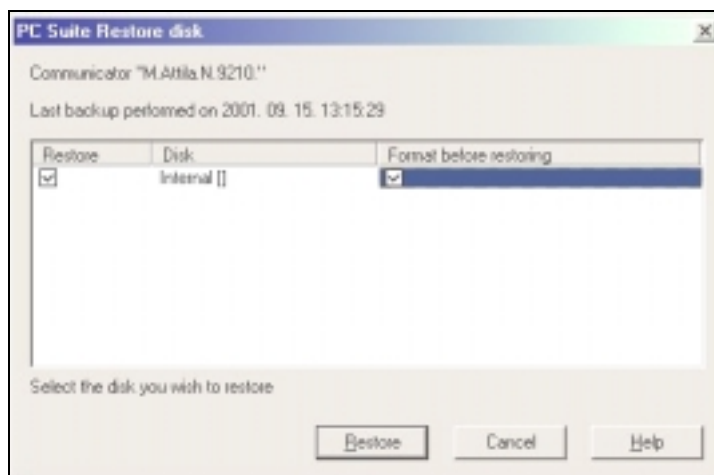 PC Suite Restore disk
Communicator "M.Attila.N.9210."
Last backup performed on 2001. 09. 15. 13:15:29
Restore Disk Format before restoring
Internal []
Select the disk you wish to restore
Restore Cancel Help